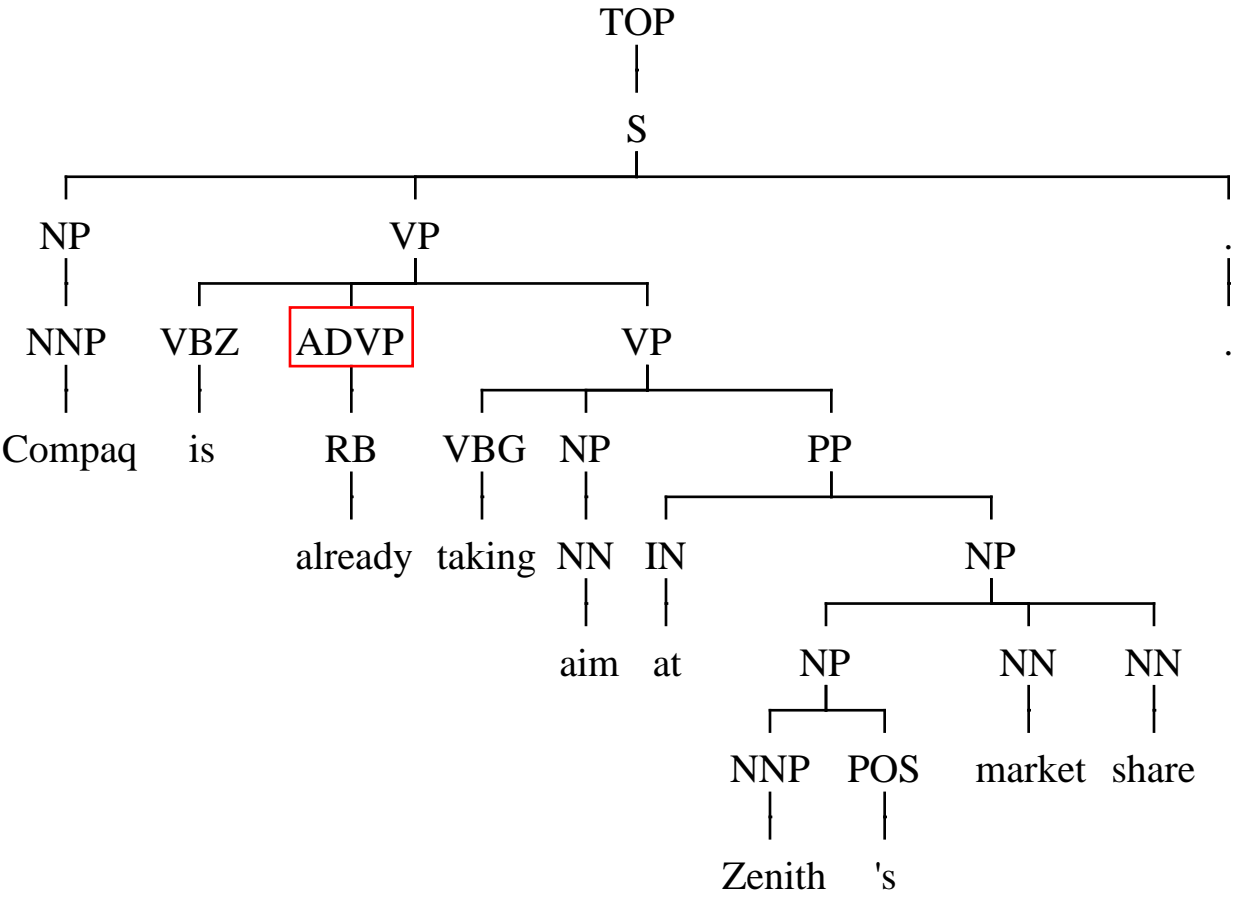 TOP
S
NP VP .
NNP VBZ ADVP VP .
Compaq is RB VBG NP PP
already taking NN IN NP
aim at NP NN NN
NNP POS market share
Zenith 's